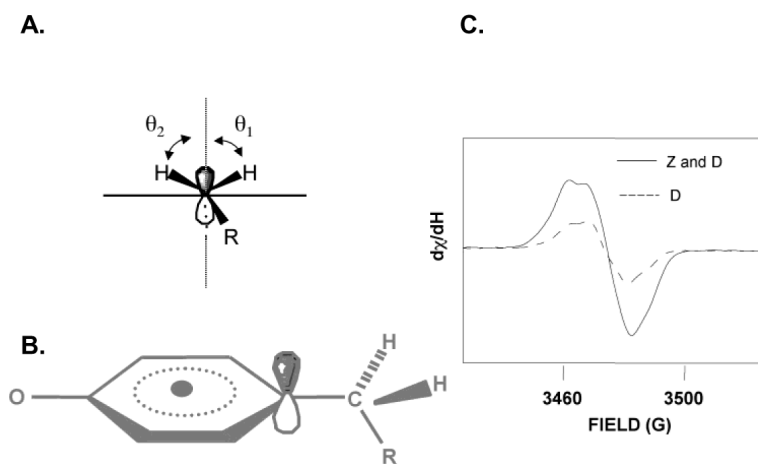 A.
θ2 θ1
H H
R
B.
H
O C H
R
C.
Z and D
D
dχ/dH
3460 3500
FIELD (G)